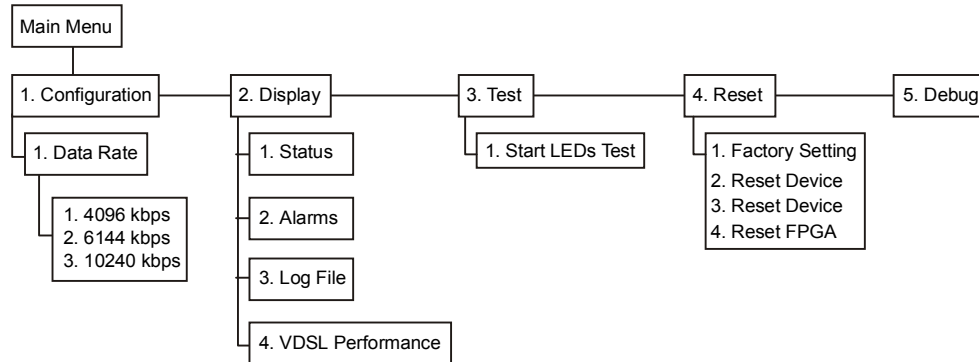 Main Menu
1. Configuration
2. Display
3. Test
4. Reset
5. Debug
1. Data Rate
1. 4096 kbps
2. 6144 kbps
3. 10240 kbps
1. Status
2. Alarms
3. Log File
4. VDSL Performance
1. Start LEDs Test
1. Factory Setting
2. Reset Device
3. Reset Device
4. Reset FPGA